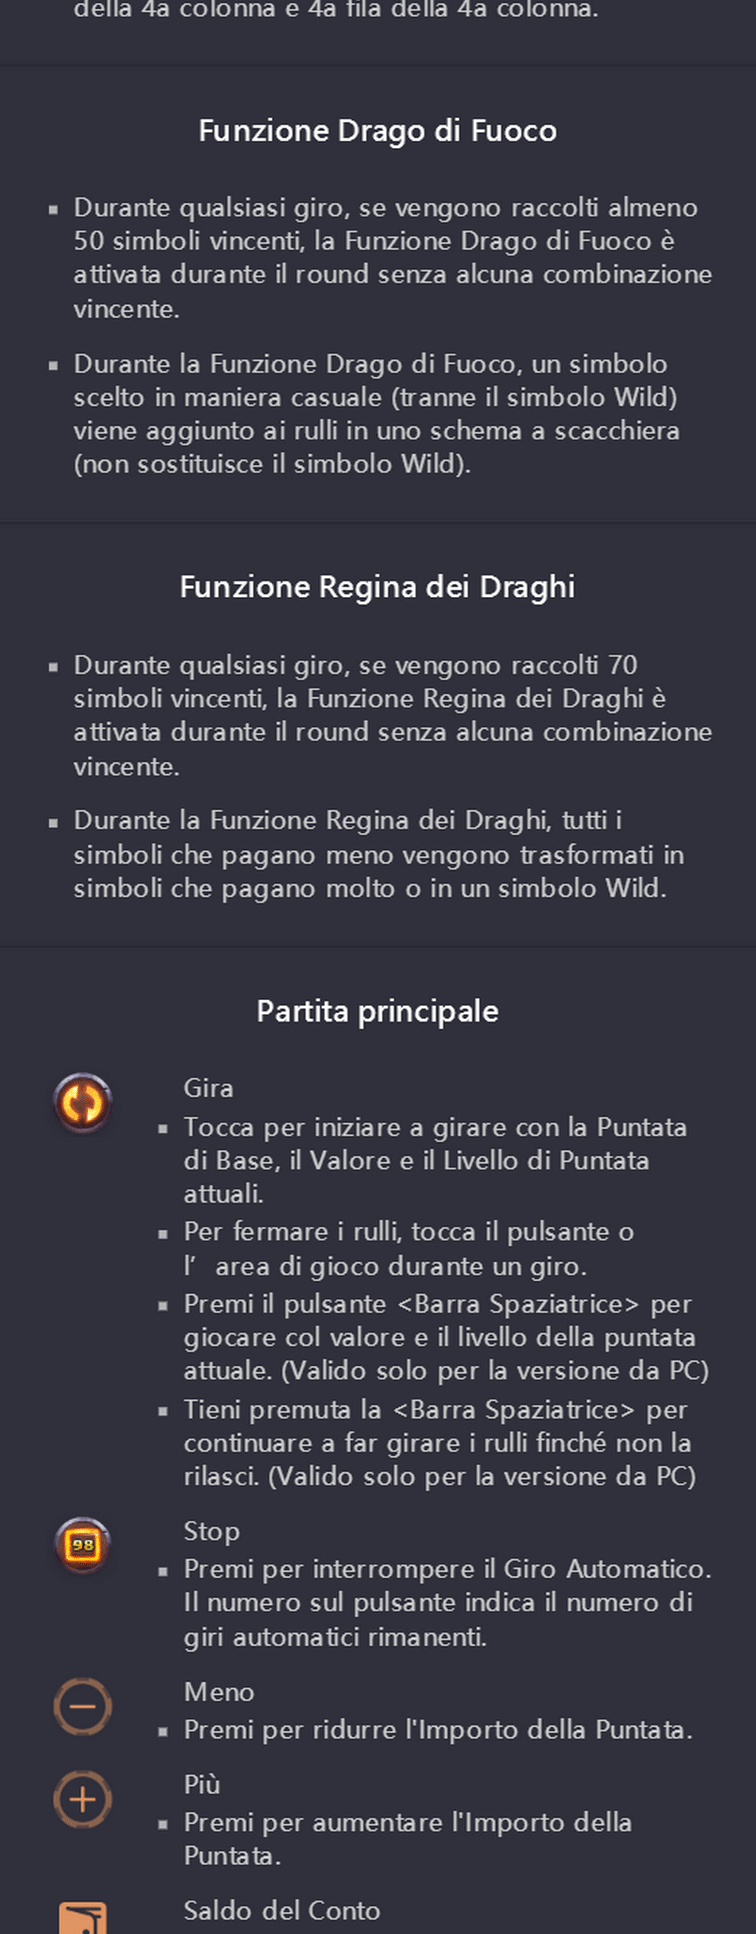 della 4a colonna e 4a fila della 4a colonna.
Funzione Drago di Fuoco
▪ Durante qualsiasi giro, se vengono raccolti almeno
50 simboli vincenti, la Funzione Drago di Fuoco è
attivata durante il round senza alcuna combinazione
vincente.
▪ Durante la Funzione Drago di Fuoco, un simbolo
scelto in maniera casuale (tranne il simbolo Wild)
viene aggiunto ai rulli in uno schema a scacchiera
(non sostituisce il simbolo Wild).
Funzione Regina dei Draghi
▪ Durante qualsiasi giro, se vengono raccolti 70
simboli vincenti, la Funzione Regina dei Draghi è
attivata durante il round senza alcuna combinazione
vincente.
▪ Durante la Funzione Regina dei Draghi, tutti i
simboli che pagano meno vengono trasformati in
simboli che pagano molto o in un simbolo Wild.
Partita principale
Gira
▪ Tocca per iniziare a girare con la Puntata
di Base, il Valore e il Livello di Puntata
attuali.
▪ Per fermare i rulli, tocca il pulsante o
l’ area di gioco durante un giro.
▪ Premi il pulsante <Barra Spaziatrice> per
giocare col valore e il livello della puntata
attuale. (Valido solo per la versione da PC)
▪ Tieni premuta la <Barra Spaziatrice> per
continuare a far girare i rulli finché non la
rilasci. (Valido solo per la versione da PC)
Stop
98
▪ Premi per interrompere il Giro Automatico.
Il numero sul pulsante indica il numero di
giri automatici rimanenti.
Meno
▪ Premi per ridurre l'Importo della Puntata.
Più
▪ Premi per aumentare l'Importo della
Puntata.
Saldo del Conto